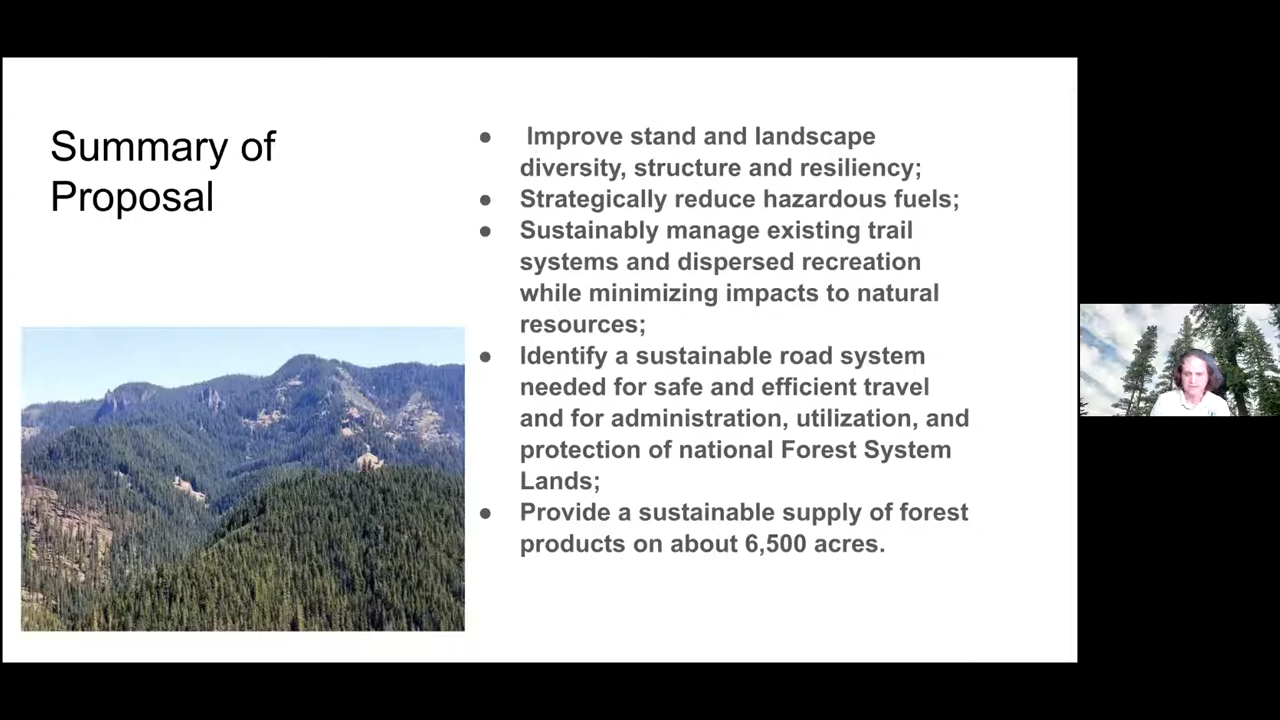 Summary of
Proposal
● Improve stand and landscape
diversity, structure and resiliency;
● Strategically reduce hazardous fuels;
● Sustainably manage existing trail
systems and dispersed recreation
while minimizing impacts to natural
resources;
● Identify a sustainable road system
needed for safe and efficient travel
and for administration, utilization, and
protection of national Forest System
Lands;
● Provide a sustainable supply of forest
products on about 6,500 acres.